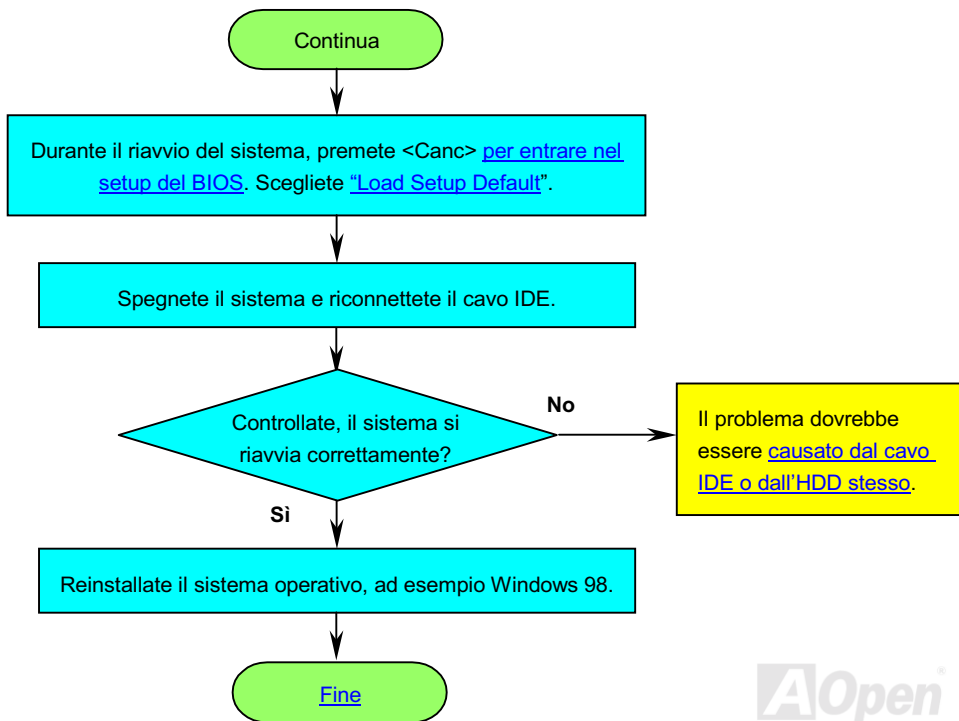 Continua
Durante il riavvio del sistema, premete <Canc> per entrare nel
setup del BIOS. Scegliete “Load Setup Default”.
Spegnete il sistema e riconnettete il cavo IDE.
Controllate, il sistema si
riavvia correttamente?
No
Il problema dovrebbe
essere causato dal cavo
IDE o dall’HDD stesso.
Sì
Reinstallate il sistema operativo, ad esempio Windows 98.
Fine
AOpen®